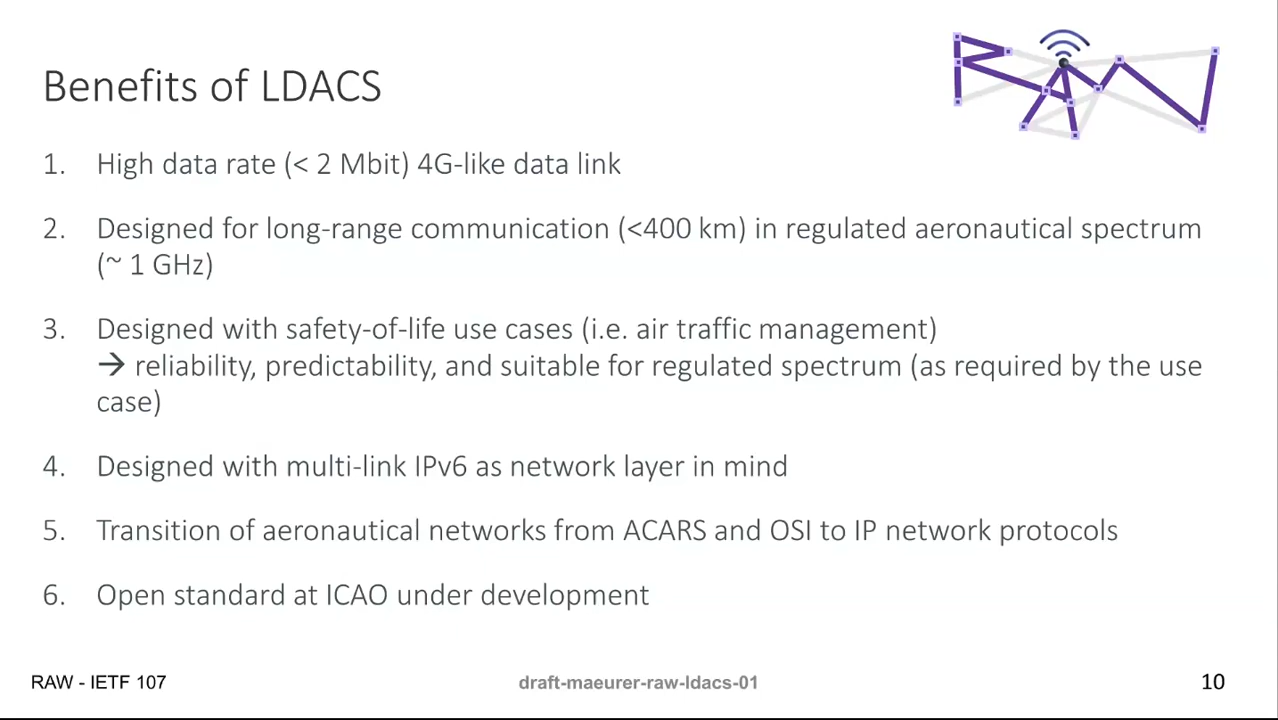 Benefits of LDACS
RAW
1. High data rate (< 2 Mbit) 4G-like data link
2. Designed for long-range communication (<400 km) in regulated aeronautical spectrum
(~ 1 GHz)
3. Designed with safety-of-life use cases (i.e. air traffic management)
→ reliability, predictability, and suitable for regulated spectrum (as required by the use
case)
4. Designed with multi-link IPv6 as network layer in mind
5. Transition of aeronautical networks from ACARS and OSI to IP network protocols
6. Open standard at ICAO under development
RAW - IETF 107
draft-maeurer-raw-ldacs-01
10